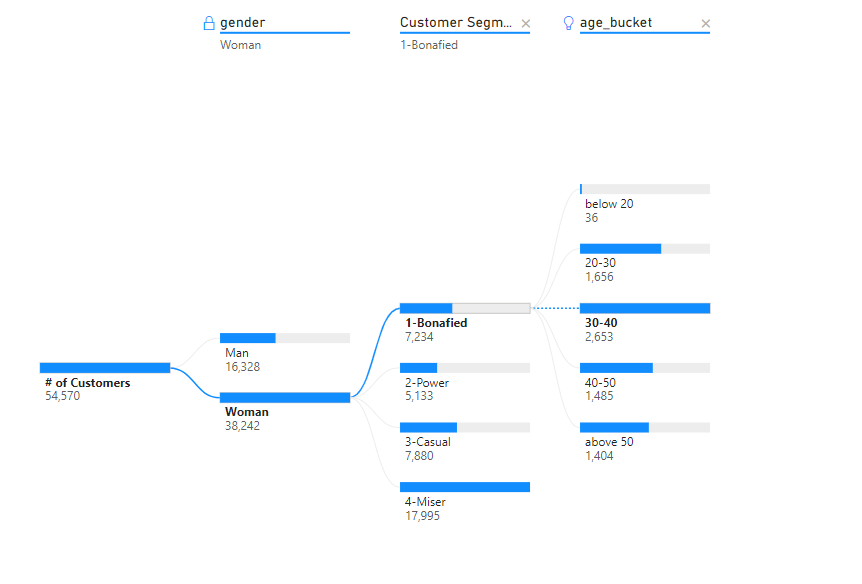 gender
Woman
Customer Segm...
1-Bonafied
age_bucket
# of Customers
54,570
Man
16,328
Woman
38,242
1-Bonafied
7,234
2-Power
5,133
3-Casual
7,880
4-Miser
17,995
below 20
36
20-30
1,656
30-40
2,653
40-50
1,485
above 50
1,404